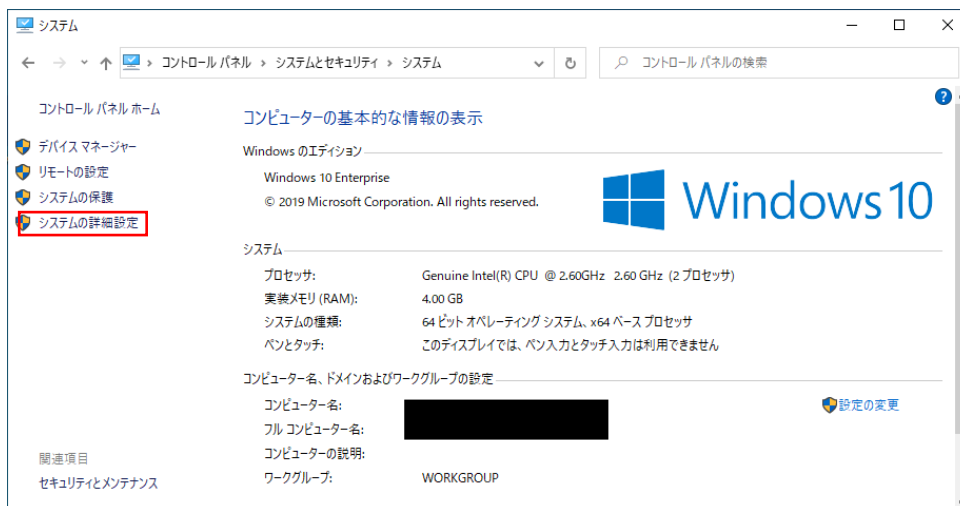 システム
コントロール パネル › システムとセキュリティ › システム
コントロール パネルの検索
コントロール パネル ホーム
デバイス マネージャー
リモートの設定
システムの保護
システムの詳細設定
関連項目
セキュリティとメンテナンス
コンピューターの基本的な情報の表示
Windows のエディション
Windows 10 Enterprise
© 2019 Microsoft Corporation. All rights reserved.
Windows 10
システム
プロセッサ: Genuine Intel(R) CPU @ 2.60GHz 2.60 GHz (2 プロセッサ)
実装メモリ (RAM): 4.00 GB
システムの種類: 64 ビット オペレーティング システム、x64 ベース プロセッサ
ペンとタッチ: このディスプレイでは、ペン入力とタッチ入力は利用できません
コンピューター名、ドメインおよびワークグループの設定
コンピューター名:
設定の変更
フル コンピューター名:
コンピューターの説明:
ワークグループ: WORKGROUP